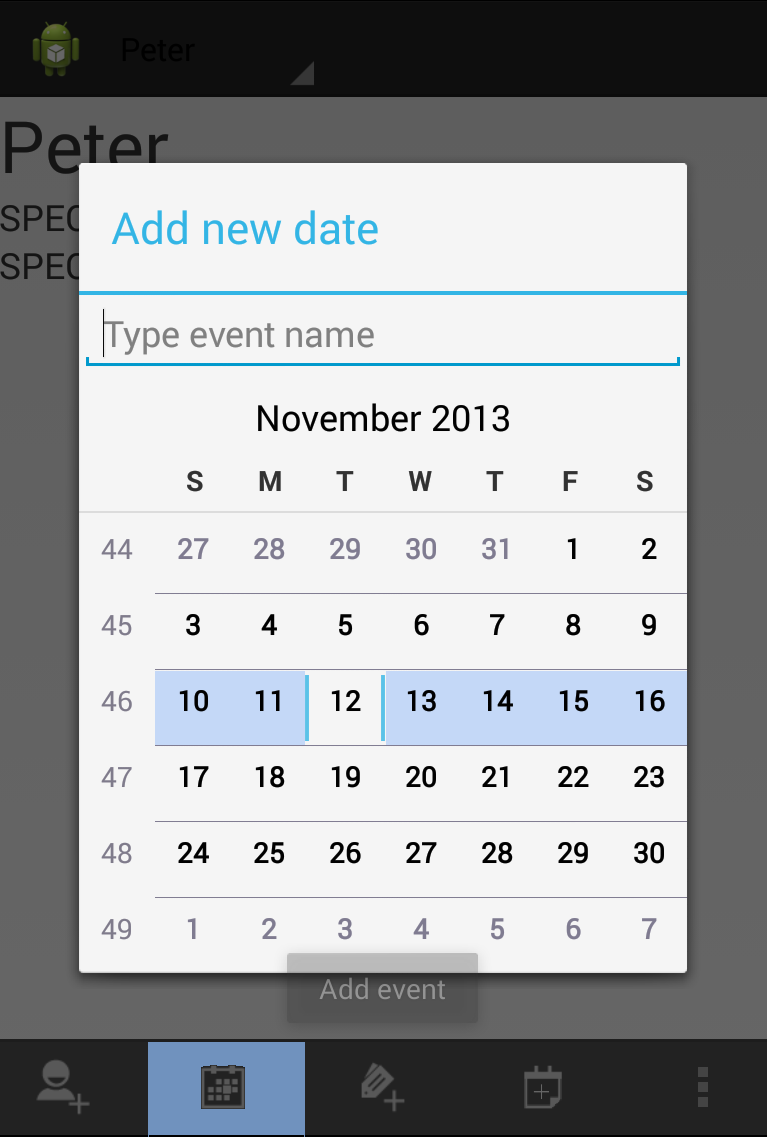 Peter
Peter
SPEC
SPEC
Add new date
Type event name
November 2013
S M T W T F S
44 27 28 29 30 31 1 2
45 3 4 5 6 7 8 9
46 10 11 12 13 14 15 16
47 17 18 19 20 21 22 23
48 24 25 26 27 28 29 30
49 1 2 3 4 5 6 7
Add event